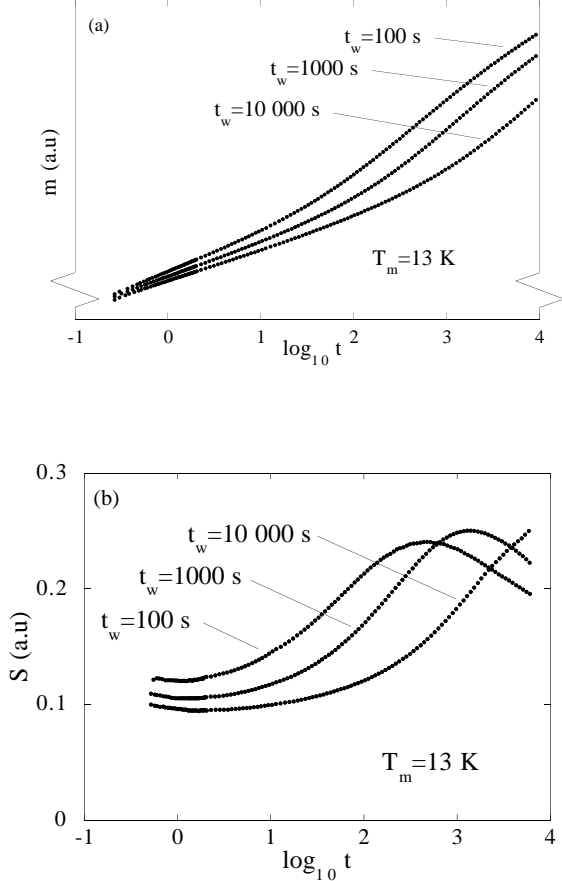 (a)
t_w=100 s
t_w=1000 s
t_w=10 000 s
m (a.u)
T_m=13 K
-1 0 1 2 3 4
log_10 t
0.3
(b)
t_w=10 000 s
0.2
t_w=1000 s
t_w=100 s
S (a.u)
0.1
T_m=13 K
0
-1 0 1 2 3 4
log_10 t